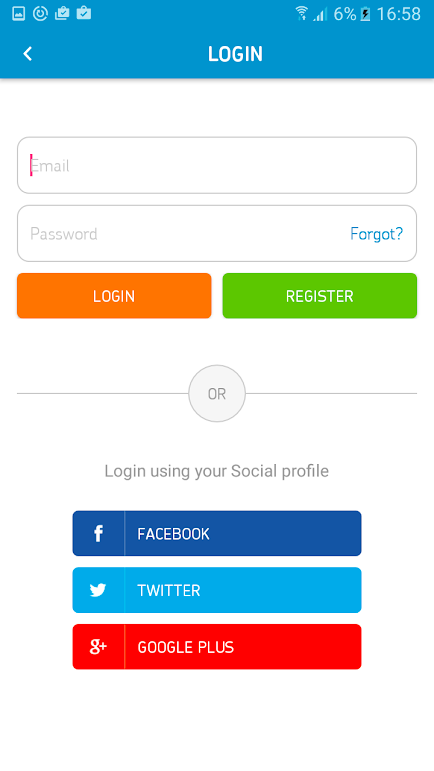 6% 16:58
LOGIN
Email
Password Forgot?
LOGIN REGISTER
OR
Login using your Social profile
f FACEBOOK
TWITTER
g+ GOOGLE PLUS